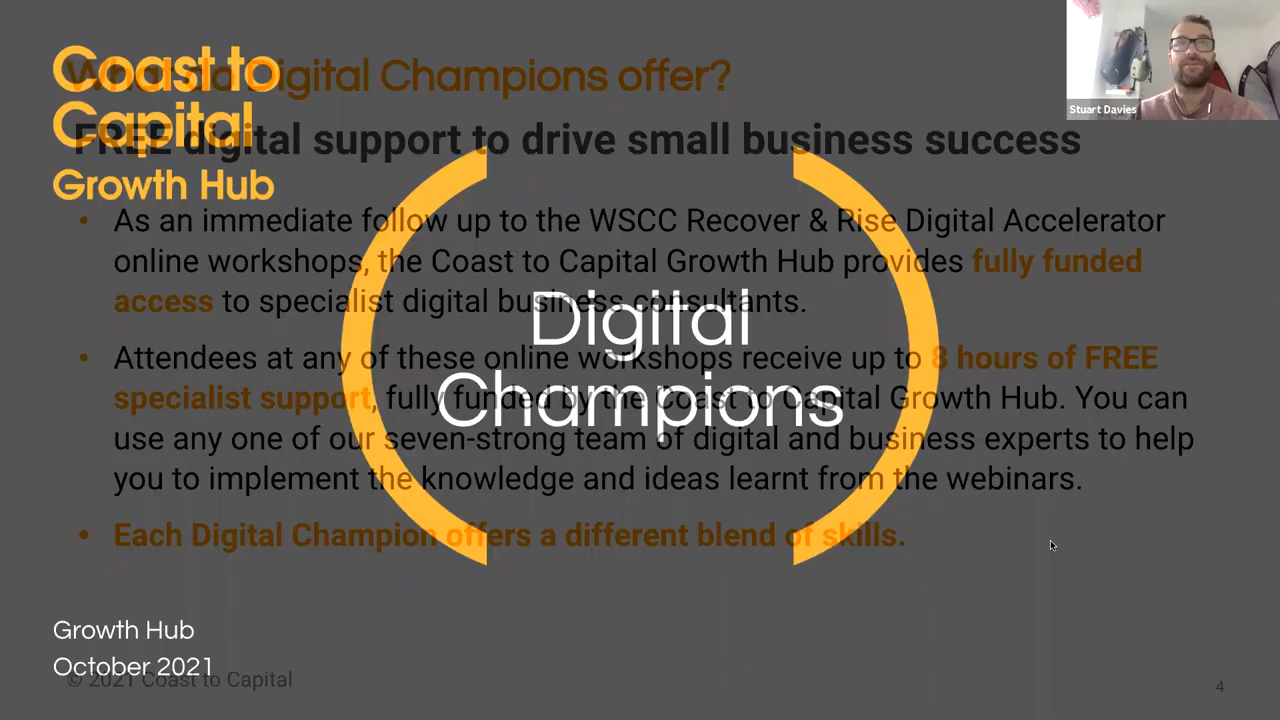 Coast to
Capital
Growth Hub
What do Digital Champions offer?
FREE digital support to drive small business success
• As an immediate follow up to the WSCC Recover & Rise Digital Accelerator
online workshops, the Coast to Capital Growth Hub provides fully funded
access to specialist digital business consultants.
• Attendees at any of these online workshops receive up to 8 hours of FREE
specialist support, fully funded by the Coast to Capital Growth Hub. You can
use any one of our seven-strong team of digital and business experts to help
you to implement the knowledge and ideas learnt from the webinars.
• Each Digital Champion offers a different blend of skills.
Digital
Champions
Growth Hub
October 2021
© 2021 Coast to Capital
4
Stuart Davies